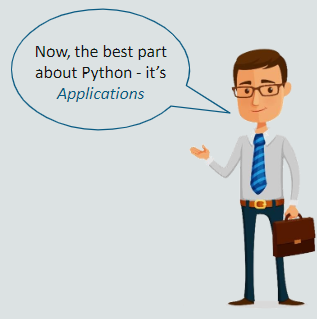 Now, the best part
about Python - it's
Applications